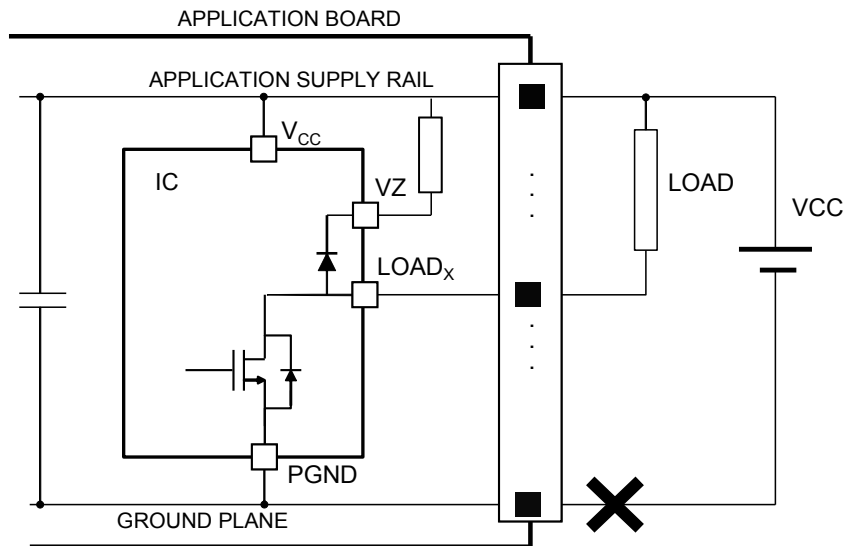 APPLICATION BOARD
APPLICATION SUPPLY RAIL
VCC
IC
VZ
LOAD
VCC
LOADX
PGND
GROUND PLANE